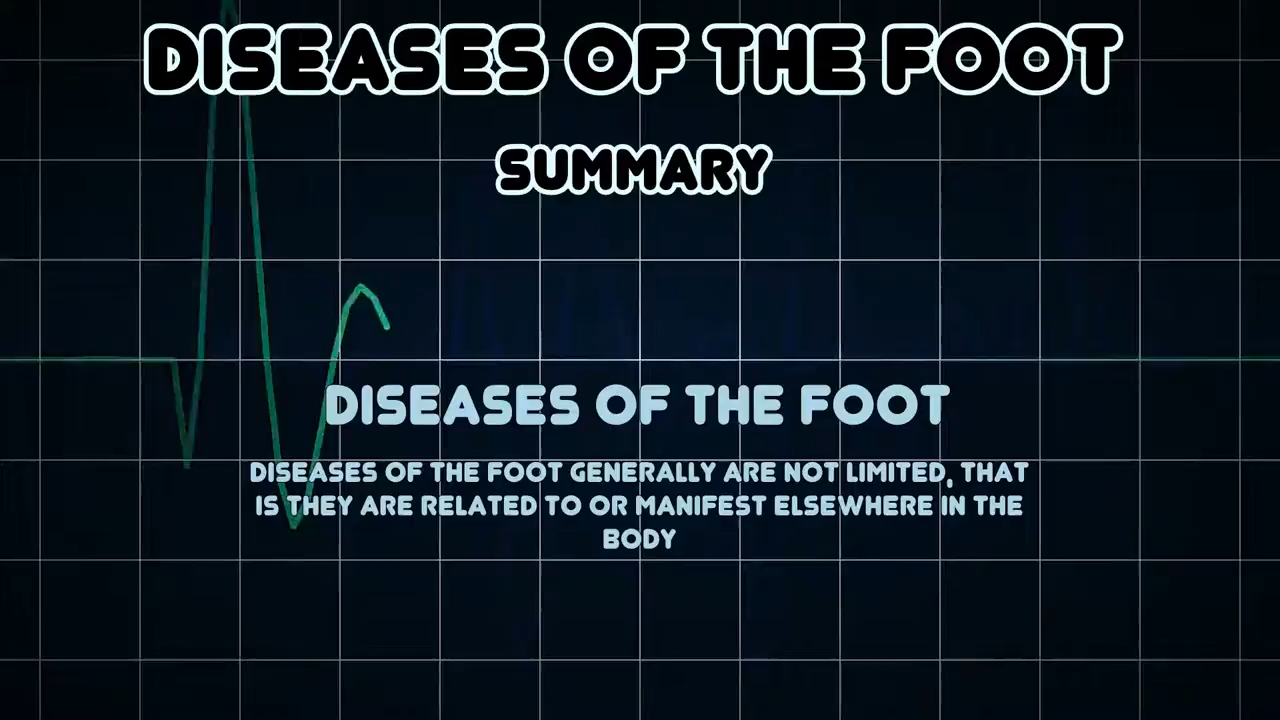 DISEASES OF THE FOOT
SUMMARY
DISEASES OF THE FOOT
DISEASES OF THE FOOT GENERALLY ARE NOT LIMITED, THAT
IS THEY ARE RELATED TO OR MANIFEST ELSEWHERE IN THE
BODY